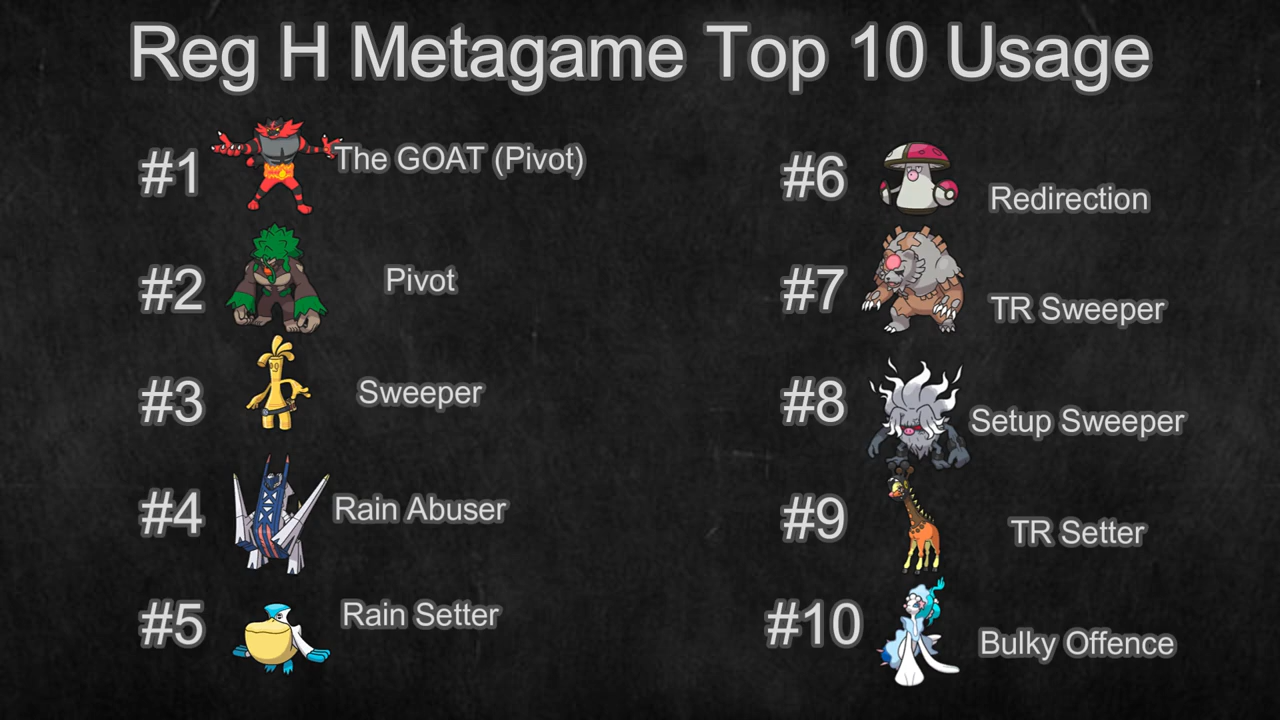 Reg H Metagame Top 10 Usage
#1 The GOAT (Pivot)
#2 Pivot
#3 Sweeper
#4 Rain Abuser
#5 Rain Setter
#6 Redirection
#7 TR Sweeper
#8 Setup Sweeper
#9 TR Setter
#10 Bulky Offence